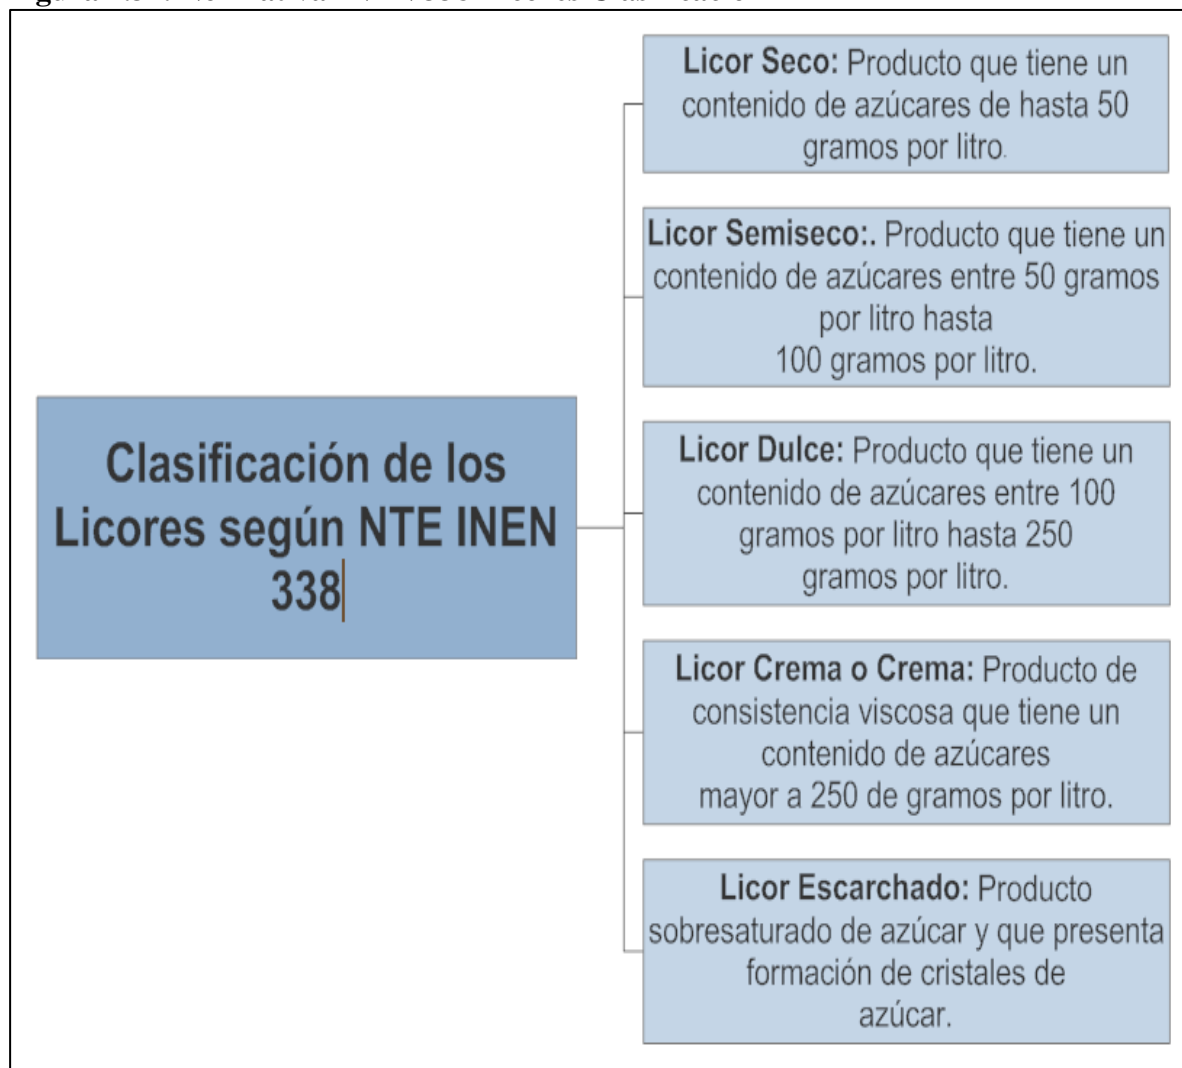 Licor Seco: Producto que tiene un
contenido de azúcares de hasta 50
gramos por litro.
Licor Semiseco:. Producto que tiene un
contenido de azúcares entre 50 gramos
por litro hasta
100 gramos por litro.
Clasificación de los
Licores según NTE INEN
338
Licor Dulce: Producto que tiene un
contenido de azúcares entre 100
gramos por litro hasta 250
gramos por litro.
Licor Crema o Crema: Producto de
consistencia viscosa que tiene un
contenido de azúcares
mayor a 250 de gramos por litro.
Licor Escarchado: Producto
sobresaturado de azúcar y que presenta
formación de cristales de
azúcar.